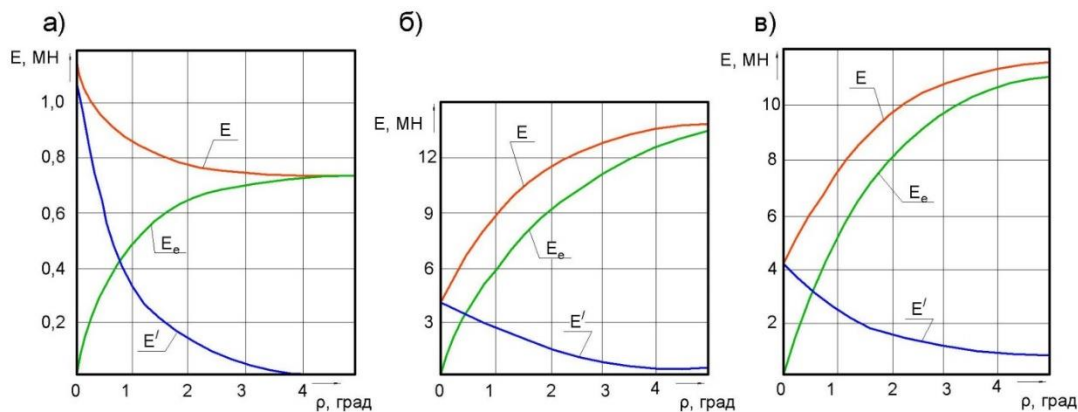 а)
E, МН
1,0
0,8
0,6
0,4
0,2
E
Eₑ
E′
0 1 2 3 4
ρ, град
б)
E, МН
12
9
6
3
E
Eₑ
E′
0 1 2 3 4
ρ, град
в)
E, МН
10
8
6
4
2
E
Eₑ
E′
0 1 2 3 4
ρ, град